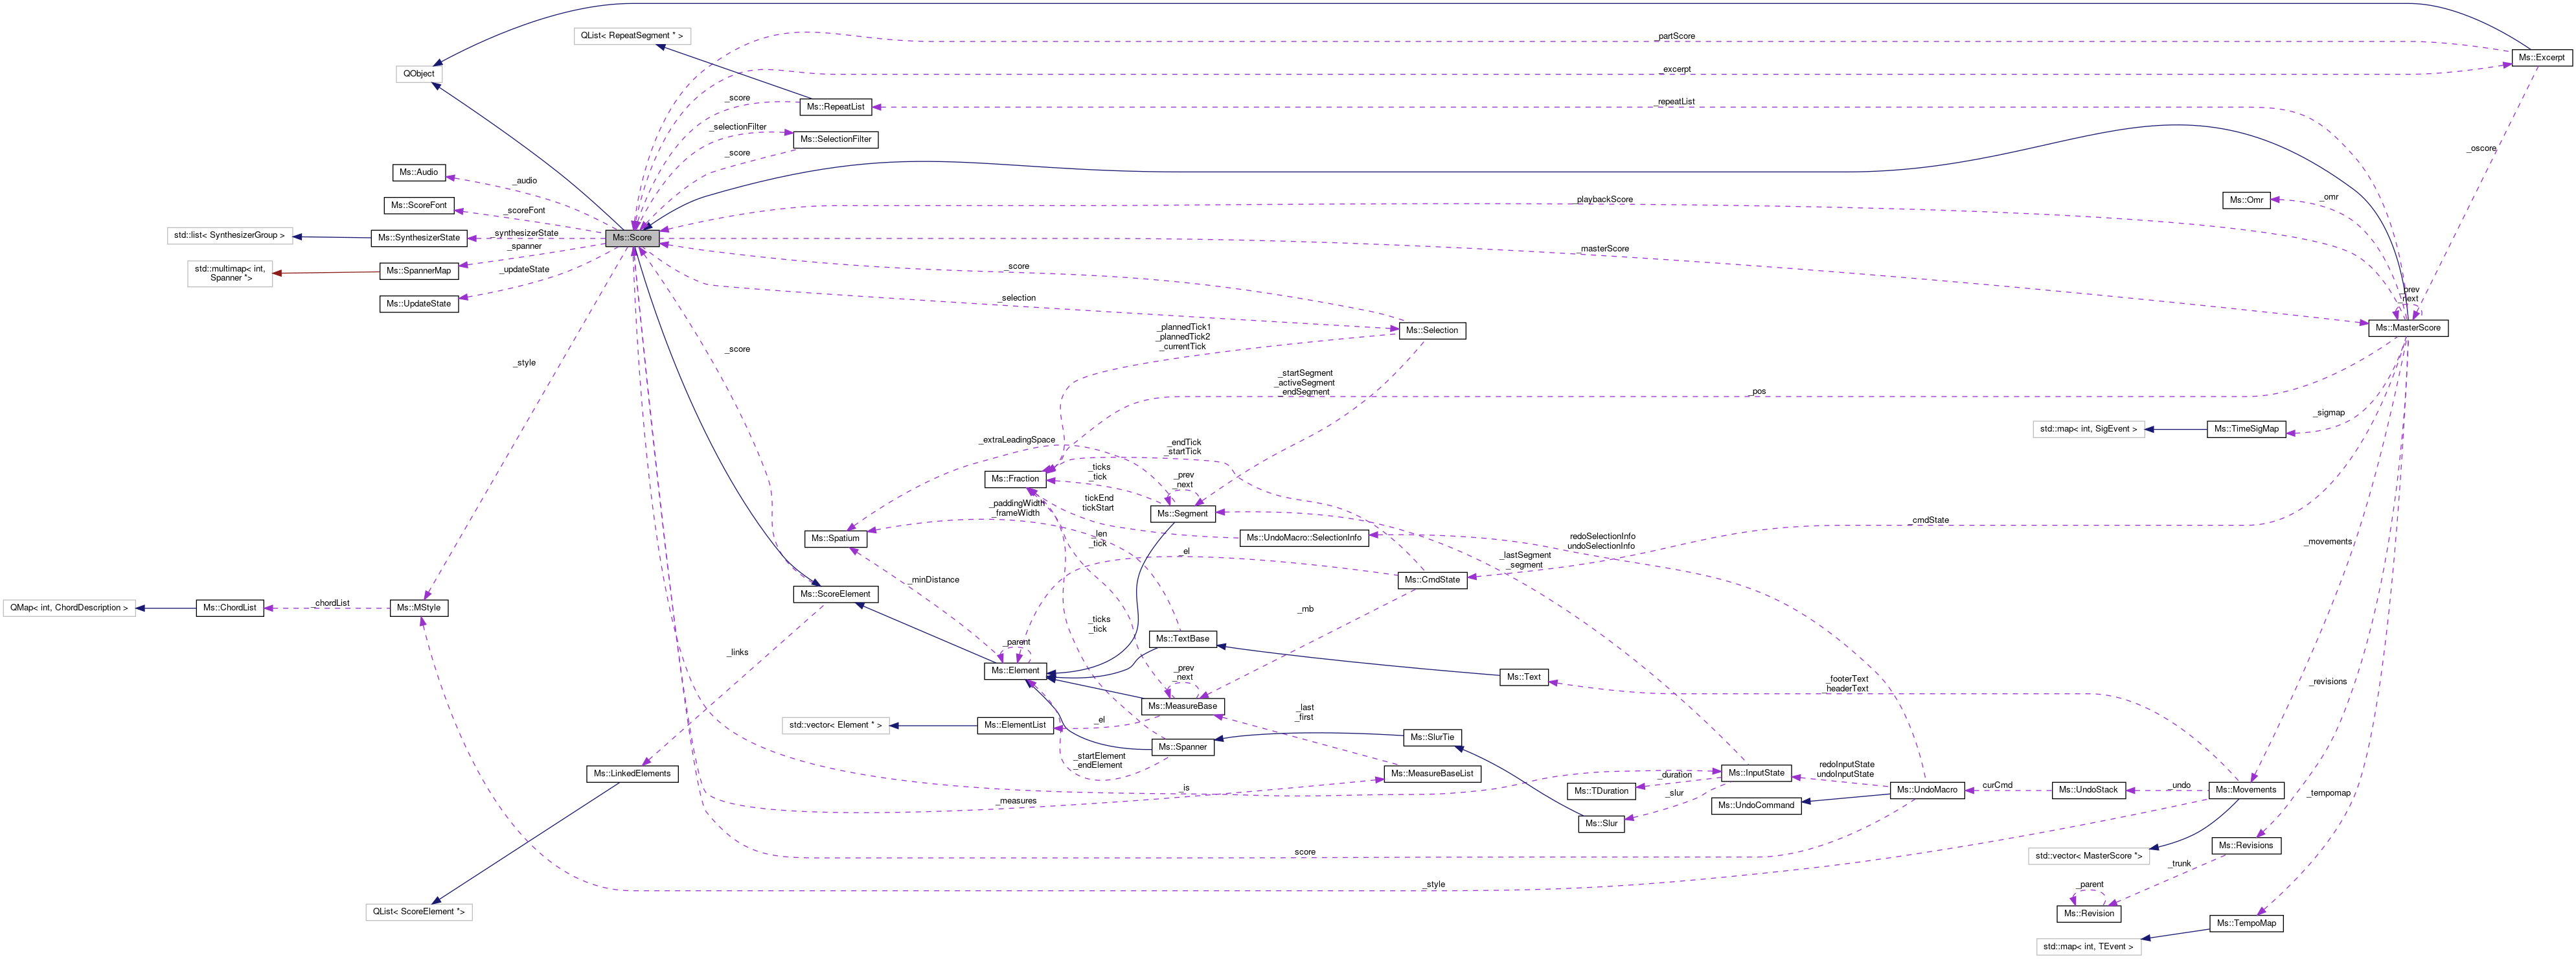 _partScore
QList< RepeatSegment * >
Ms::Excerpt
QObject
_excerpt
_score
Ms::RepeatList
_repeatList
_selectionFilter
Ms::SelectionFilter
_score
_oscore
Ms::Audio
_audio
_playbackScore
Ms::Omr
_omr
Ms::ScoreFont
_scoreFont
std::list< SynthesizerGroup >
Ms::SynthesizerState
_synthesizerState
Ms::Score
_masterScore
_spanner
std::multimap< int,
Spanner *>
Ms::SpannerMap
_updateState
_score
Ms::UpdateState
_selection
_prev
_next
Ms::Selection
Ms::MasterScore
_plannedTick1
_plannedTick2
_currentTick
_score
_style
_startSegment
_activeSegment
_endSegment
_pos
_sigmap
std::map< int, SigEvent >
Ms::TimeSigMap
_extraLeadingSpace
_endTick
_startTick
_ticks
_tick
_prev
_next
Ms::Fraction
_paddingWidth
_frameWidth
tickEnd
tickStart
Ms::Segment
_cmdState
Ms::Spatium
_len
_tick
Ms::UndoMacro::SelectionInfo
redoSelectionInfo
undoSelectionInfo
_movements
_el
_lastSegment
_segment
_minDistance
Ms::CmdState
Ms::ScoreElement
QMap< int, ChordDescription >
Ms::ChordList
_chordList
Ms::MStyle
_mb
_ticks
_tick
_parent
Ms::TextBase
_links
Ms::Element
Ms::Text
_prev
_next
_footerText
_headerText
_revisions
Ms::MeasureBase
std::vector< Element * >
Ms::ElementList
_el
_last
_first
Ms::Spanner
Ms::SlurTie
_startElement
_endElement
Ms::LinkedElements
Ms::MeasureBaseList
Ms::InputState
redoInputState
undoInputState
_duration
_is
Ms::TDuration
_slur
Ms::UndoMacro
curCmd
Ms::UndoStack
_undo
Ms::Movements
_tempomap
_measures
Ms::UndoCommand
Ms::Slur
score
std::vector< MasterScore *>
Ms::Revisions
_trunk
_style
_parent
QList< ScoreElement *>
Ms::Revision
Ms::TempoMap
std::map< int, TEvent >